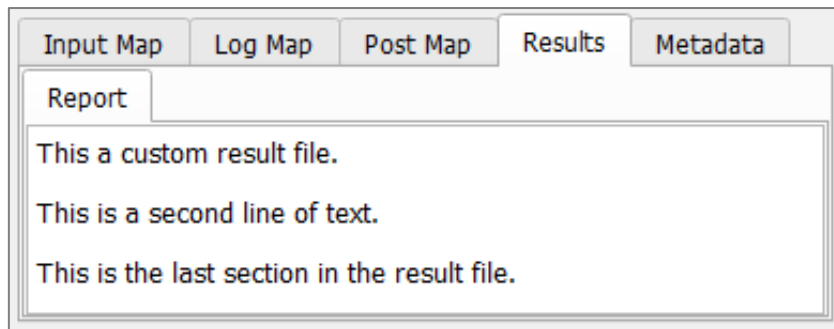 Input Map Log Map Post Map Results Metadata
Report
This a custom result file.
This is a second line of text.
This is the last section in the result file.